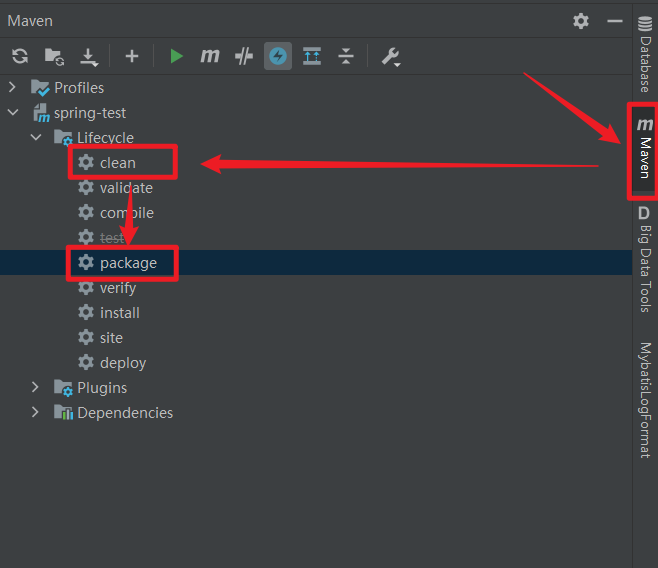 Maven
Profiles
spring-test
Lifecycle
clean
validate
compile
test
package
verify
install
site
deploy
Plugins
Dependencies
Database
Maven
Big Data Tools
MybatisLogFormat